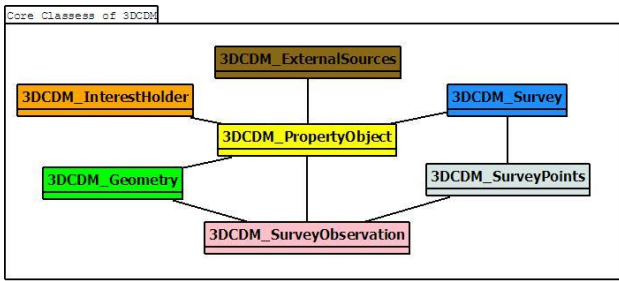 Core Classess of 3DCDM
3DCDM_ExternalSources
3DCDM_InterestHolder
3DCDM_Survey
3DCDM_PropertyObject
3DCDM_Geometry
3DCDM_SurveyPoints
3DCDM_SurveyObservation